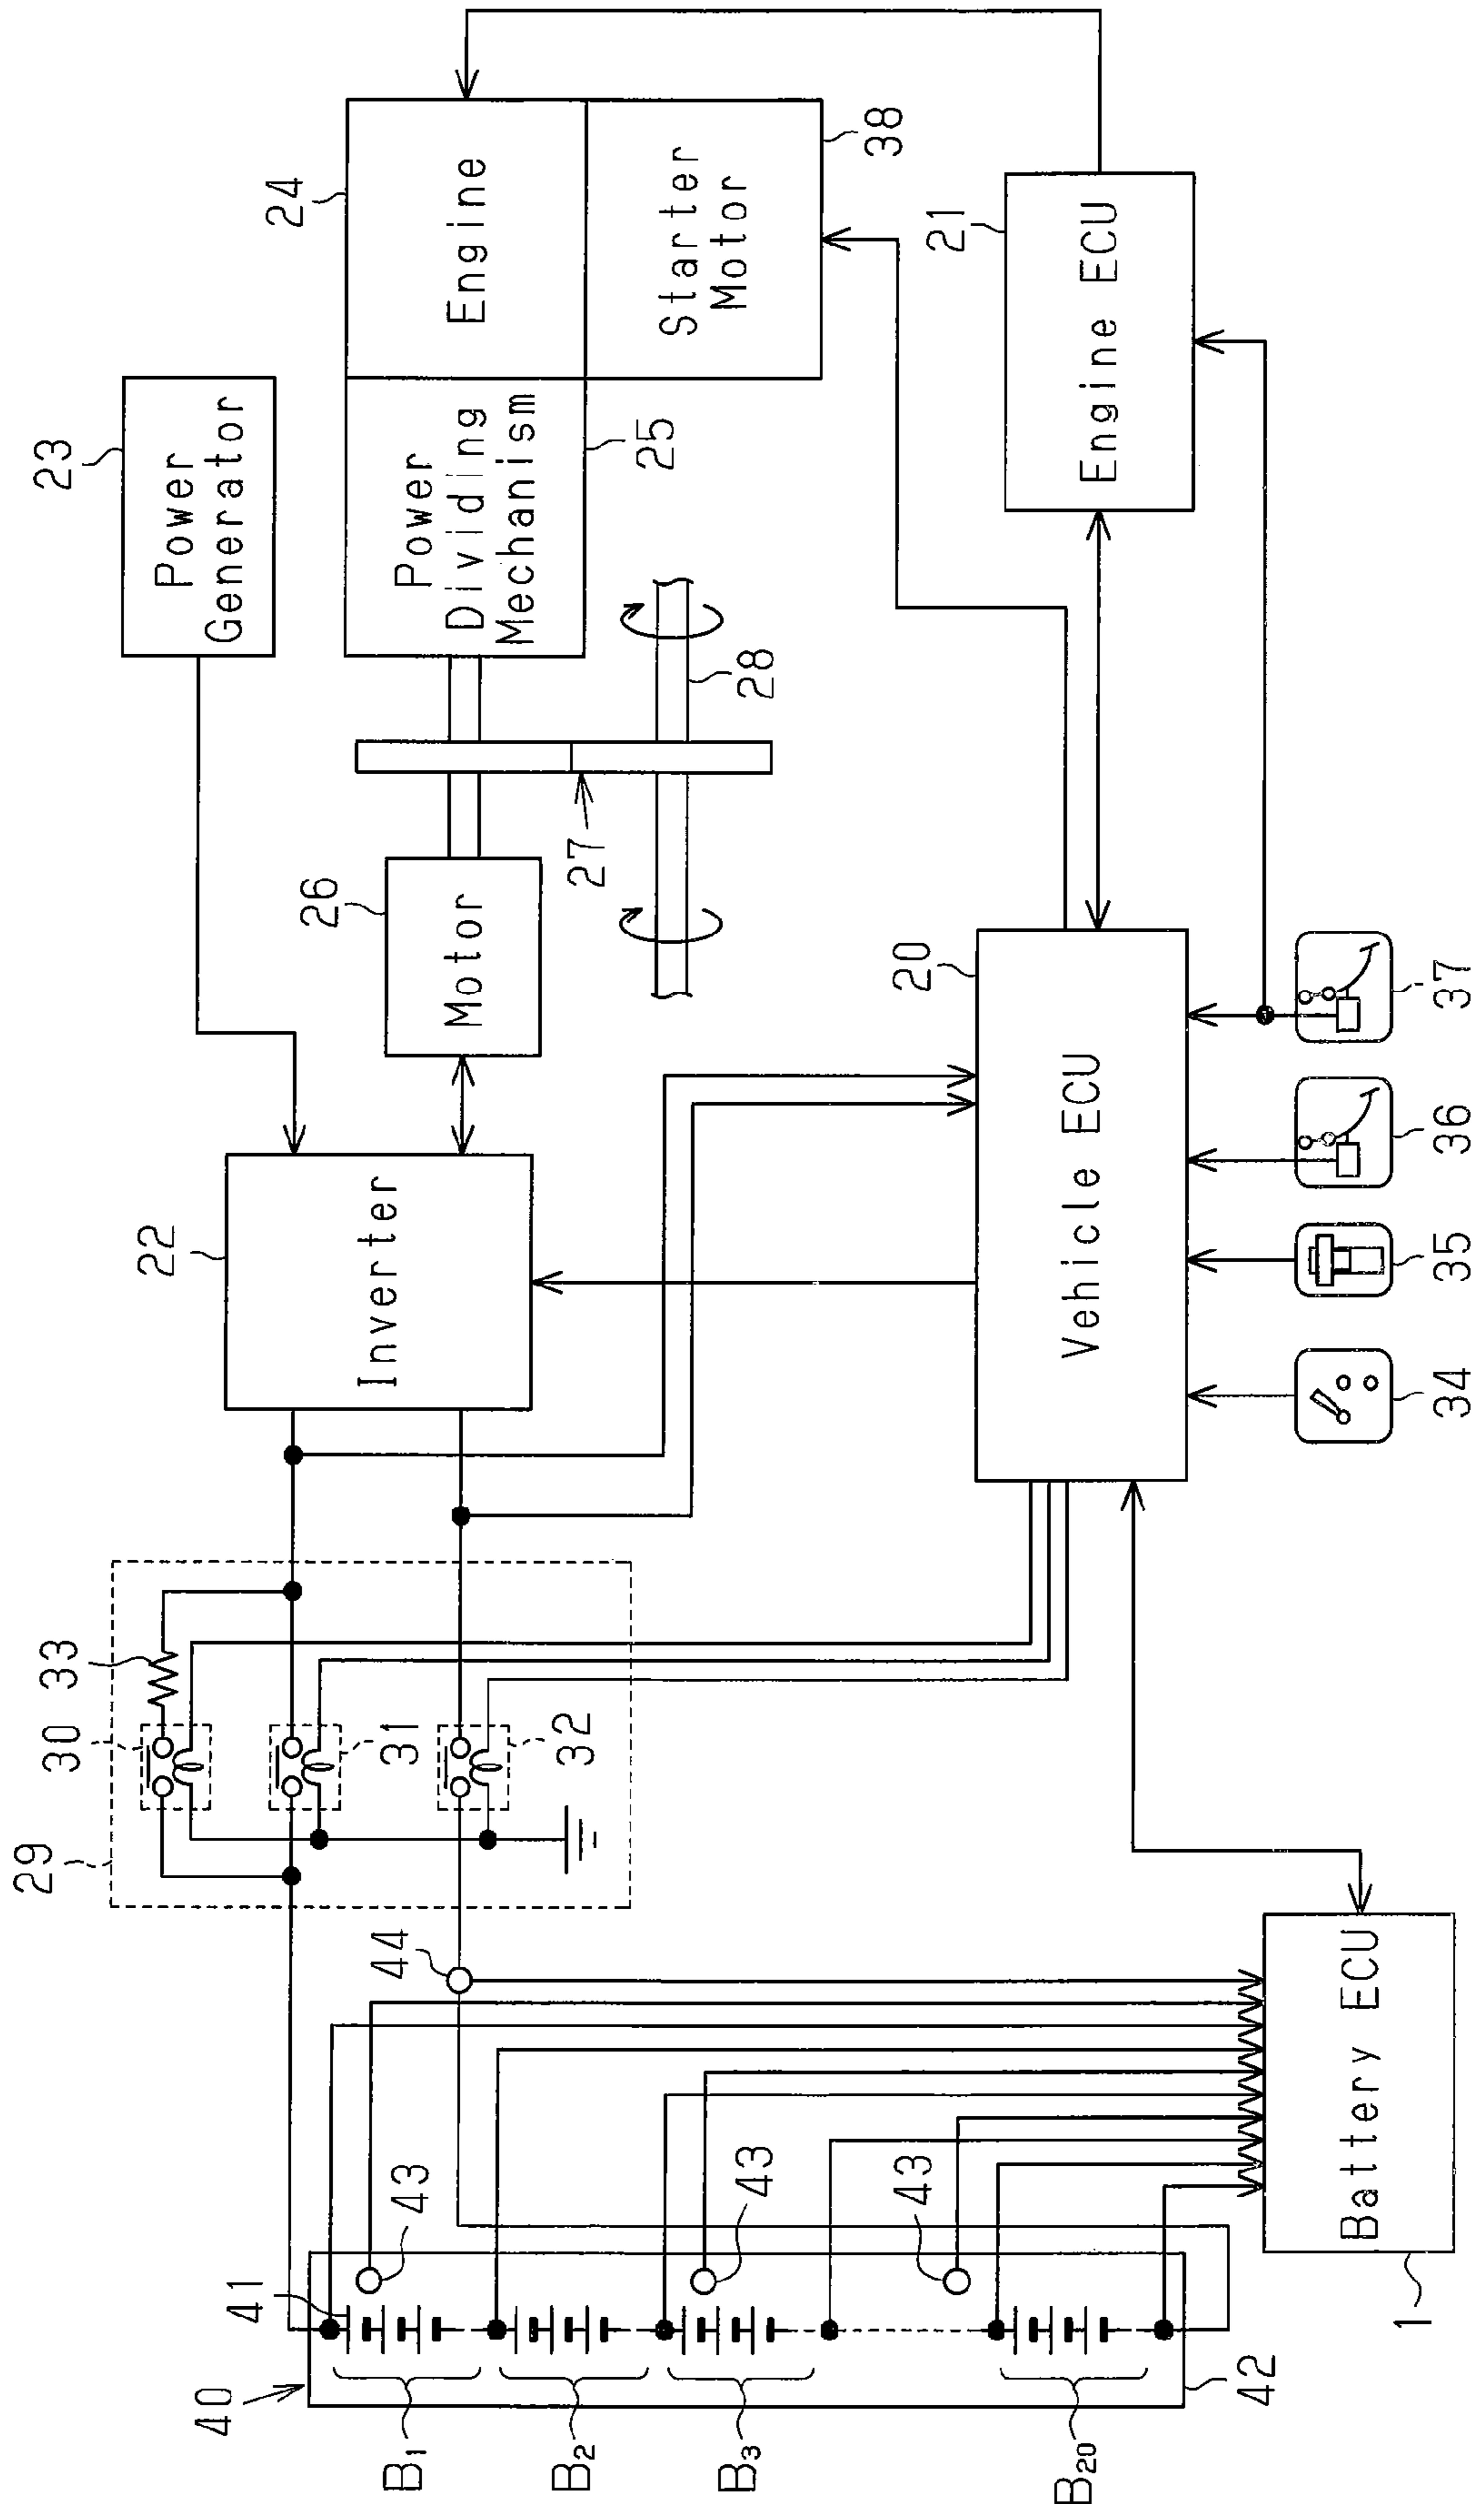 40
41
42
43
43
43
44
B1
B2
B3
B20
29
30
33
31
32
22
Inverter
26
Motor
27
28
23
Power
Generator
24
Engine
Power
Dividing
Mechanism
25
Starter
Motor
38
21
Engine ECU
20
Vehicle ECU
34
35
36
37
Battery ECU
1